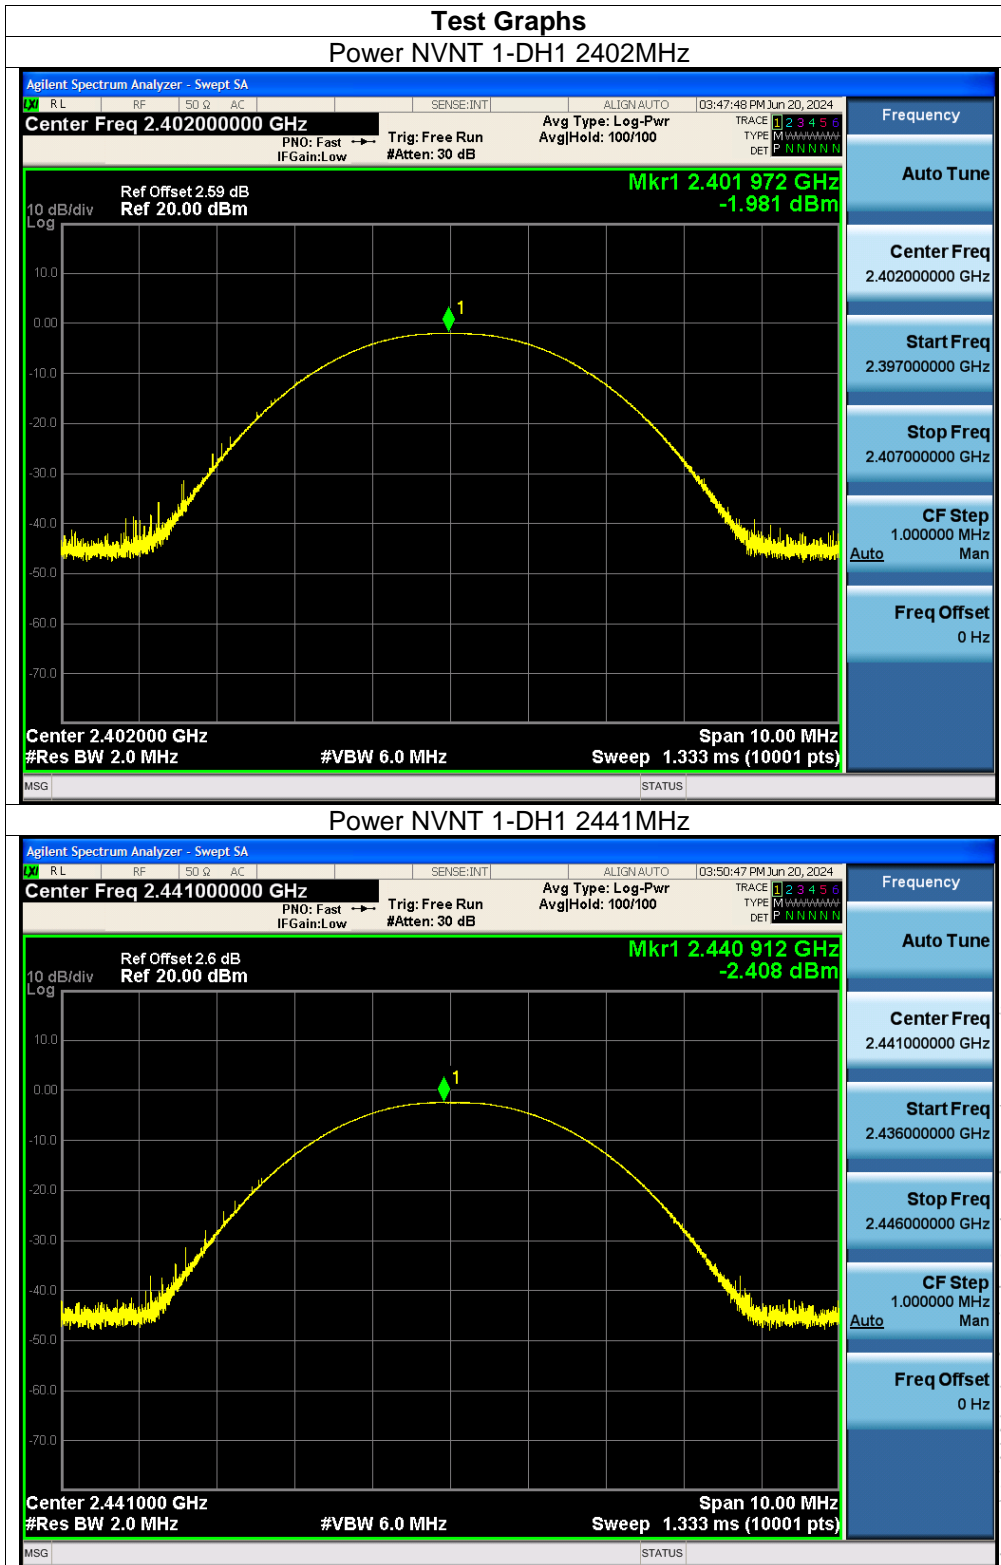 Test Graphs
Power NVNT 1-DH1 2402MHz
Agilent Spectrum Analyzer - Swept SA
LXI RL RF 50 Ω AC SENSE:INT ALIGN AUTO 03:47:48 PM Jun 20, 2024
Center Freq 2.402000000 GHz
PNO: Fast
IFGain:Low
Trig: Free Run
#Atten: 30 dB
Avg Type: Log-Pwr
Avg|Hold: 100/100
TRACE 1 2 3 4 5 6
TYPE M W W W W W
DET P N N N N N
Mkr1 2.401 972 GHz
-1.981 dBm
Ref Offset 2.59 dB
10 dB/div Ref 20.00 dBm
Log
10.0
0.00
-10.0
-20.0
-30.0
-40.0
-50.0
-60.0
-70.0
1
Center 2.402000 GHz Span 10.00 MHz
#Res BW 2.0 MHz #VBW 6.0 MHz Sweep 1.333 ms (10001 pts)
MSG STATUS
Frequency
Auto Tune
Center Freq
2.402000000 GHz
Start Freq
2.397000000 GHz
Stop Freq
2.407000000 GHz
CF Step
1.000000 MHz
Auto Man
Freq Offset
0 Hz
Power NVNT 1-DH1 2441MHz
Agilent Spectrum Analyzer - Swept SA
LXI RL RF 50 Ω AC SENSE:INT ALIGN AUTO 03:50:47 PM Jun 20, 2024
Center Freq 2.441000000 GHz
PNO: Fast
IFGain:Low
Trig: Free Run
#Atten: 30 dB
Avg Type: Log-Pwr
Avg|Hold: 100/100
TRACE 1 2 3 4 5 6
TYPE M W W W W W
DET P N N N N N
Mkr1 2.440 912 GHz
-2.408 dBm
Ref Offset 2.6 dB
10 dB/div Ref 20.00 dBm
Log
10.0
0.00
-10.0
-20.0
-30.0
-40.0
-50.0
-60.0
-70.0
1
Center 2.441000 GHz Span 10.00 MHz
#Res BW 2.0 MHz #VBW 6.0 MHz Sweep 1.333 ms (10001 pts)
MSG STATUS
Frequency
Auto Tune
Center Freq
2.441000000 GHz
Start Freq
2.436000000 GHz
Stop Freq
2.446000000 GHz
CF Step
1.000000 MHz
Auto Man
Freq Offset
0 Hz